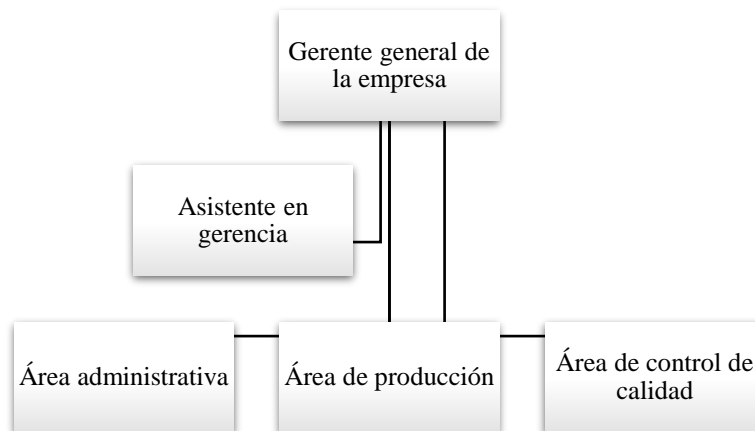 Gerente general de
la empresa
Asistente en
gerencia
Área administrativa
Área de producción
Área de control de
calidad